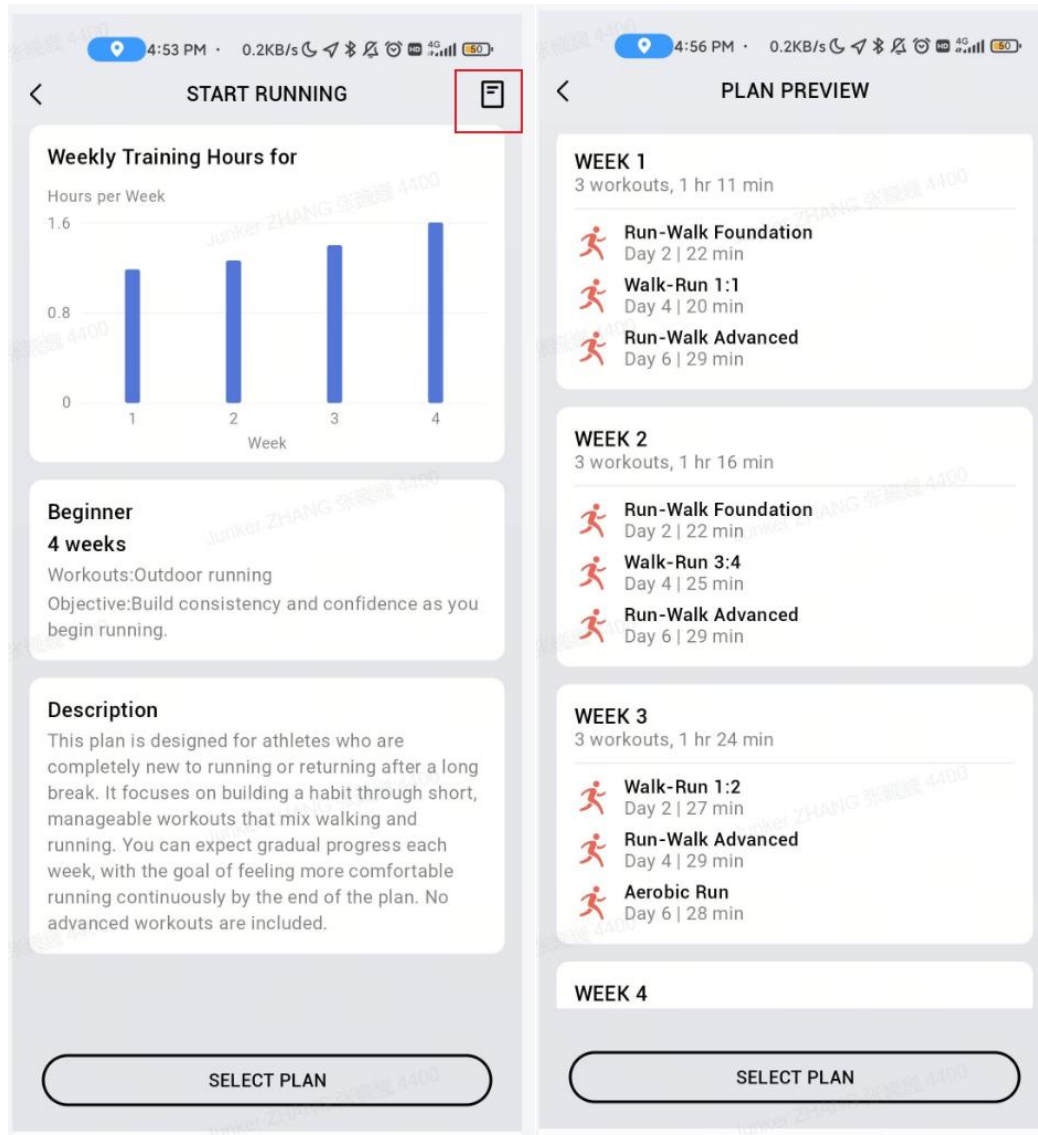 4:53 PM · 0.2KB/s 4G 50
START RUNNING
Weekly Training Hours for
Hours per Week
1.6
0.8
0
1 2 3 4
Week
Beginner
4 weeks
Workouts:Outdoor running
Objective:Build consistency and confidence as you
begin running.
Description
This plan is designed for athletes who are
completely new to running or returning after a long
break. It focuses on building a habit through short,
manageable workouts that mix walking and
running. You can expect gradual progress each
week, with the goal of feeling more comfortable
running continuously by the end of the plan. No
advanced workouts are included.
SELECT PLAN
4:56 PM · 0.2KB/s 4G 50
PLAN PREVIEW
WEEK 1
3 workouts, 1 hr 11 min
Run-Walk Foundation
Day 2 | 22 min
Walk-Run 1:1
Day 4 | 20 min
Run-Walk Advanced
Day 6 | 29 min
WEEK 2
3 workouts, 1 hr 16 min
Run-Walk Foundation
Day 2 | 22 min
Walk-Run 3:4
Day 4 | 25 min
Run-Walk Advanced
Day 6 | 29 min
WEEK 3
3 workouts, 1 hr 24 min
Walk-Run 1:2
Day 2 | 27 min
Run-Walk Advanced
Day 4 | 29 min
Aerobic Run
Day 6 | 28 min
WEEK 4
SELECT PLAN